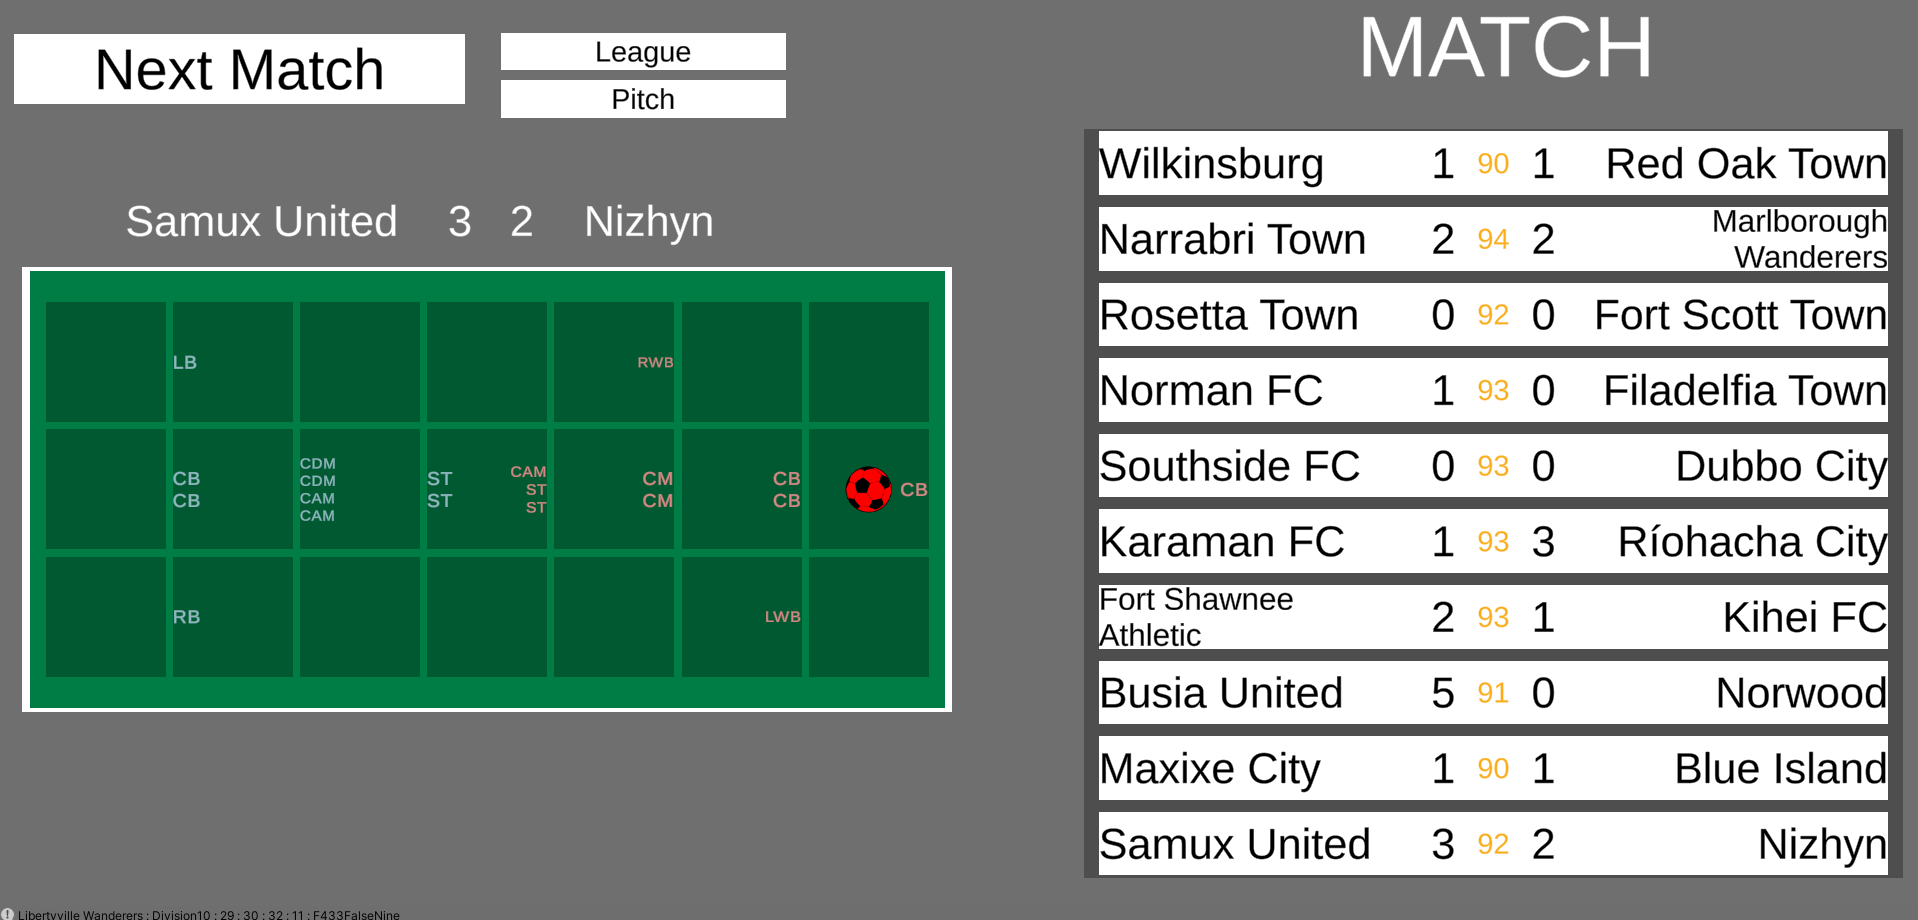 Next Match
League
Pitch
MATCH
Samux United 3 2 Nizhyn
LB
RWB
CB
CB
CDM
CDM
CAM
CAM
ST
ST
CAM
ST
ST
CM
CM
CB
CB
CB
RB
LWB
Wilkinsburg 1 90 1 Red Oak Town
Narrabri Town 2 94 2 Marlborough
Wanderers
Rosetta Town 0 92 0 Fort Scott Town
Norman FC 1 93 0 Filadelfia Town
Southside FC 0 93 0 Dubbo City
Karaman FC 1 93 3 Ríohacha City
Fort Shawnee
Athletic 2 93 1 Kihei FC
Busia United 5 91 0 Norwood
Maxixe City 1 90 1 Blue Island
Samux United 3 92 2 Nizhyn
Libertyville Wanderers : Division10 : 29 : 30 : 32 : 11 : F433FalseNine